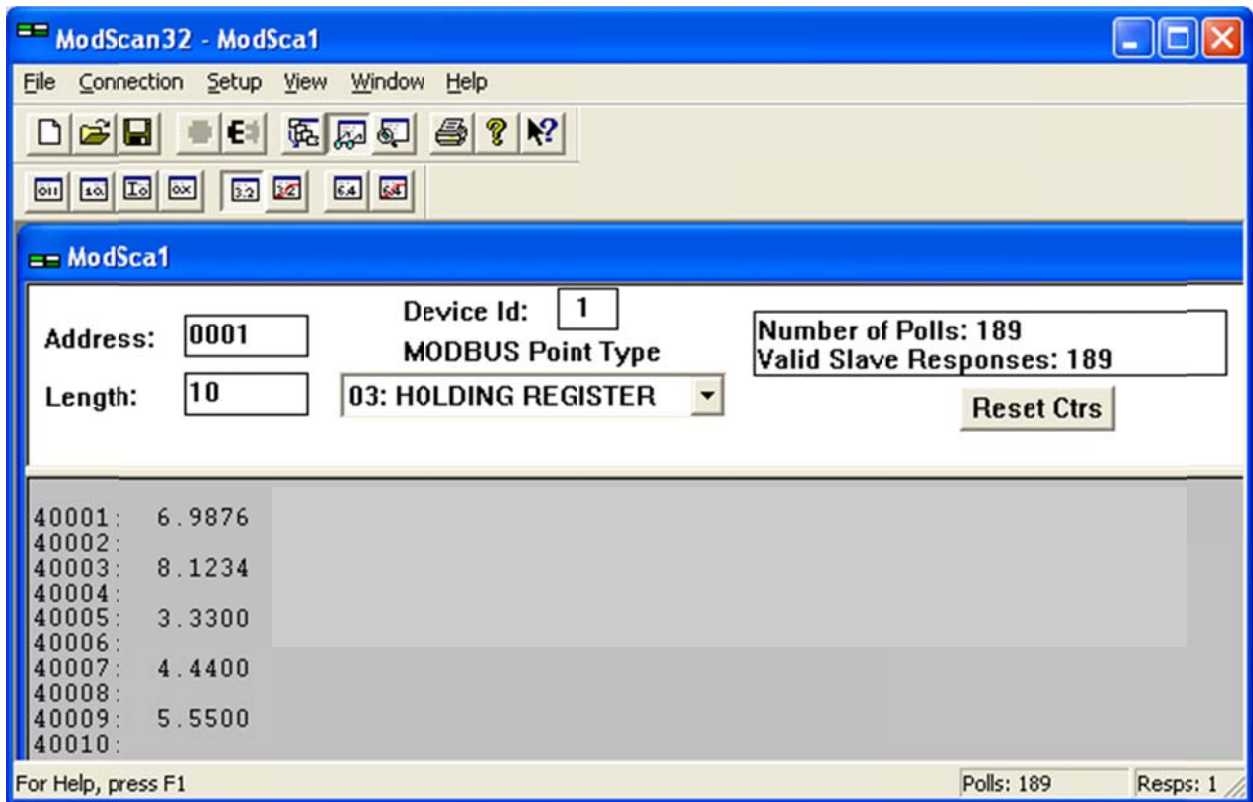 ModScan32 - ModSca1
File Connection Setup View Window Help
ModSca1
Address: 0001
Device Id: 1
MODBUS Point Type
Length: 10
03: HOLDING REGISTER
Number of Polls: 189
Valid Slave Responses: 189
Reset Ctrs
40001: 6.9876
40002:
40003: 8.1234
40004:
40005: 3.3300
40006:
40007: 4.4400
40008:
40009: 5.5500
40010:
For Help, press F1
Polls: 189
Resps: 1